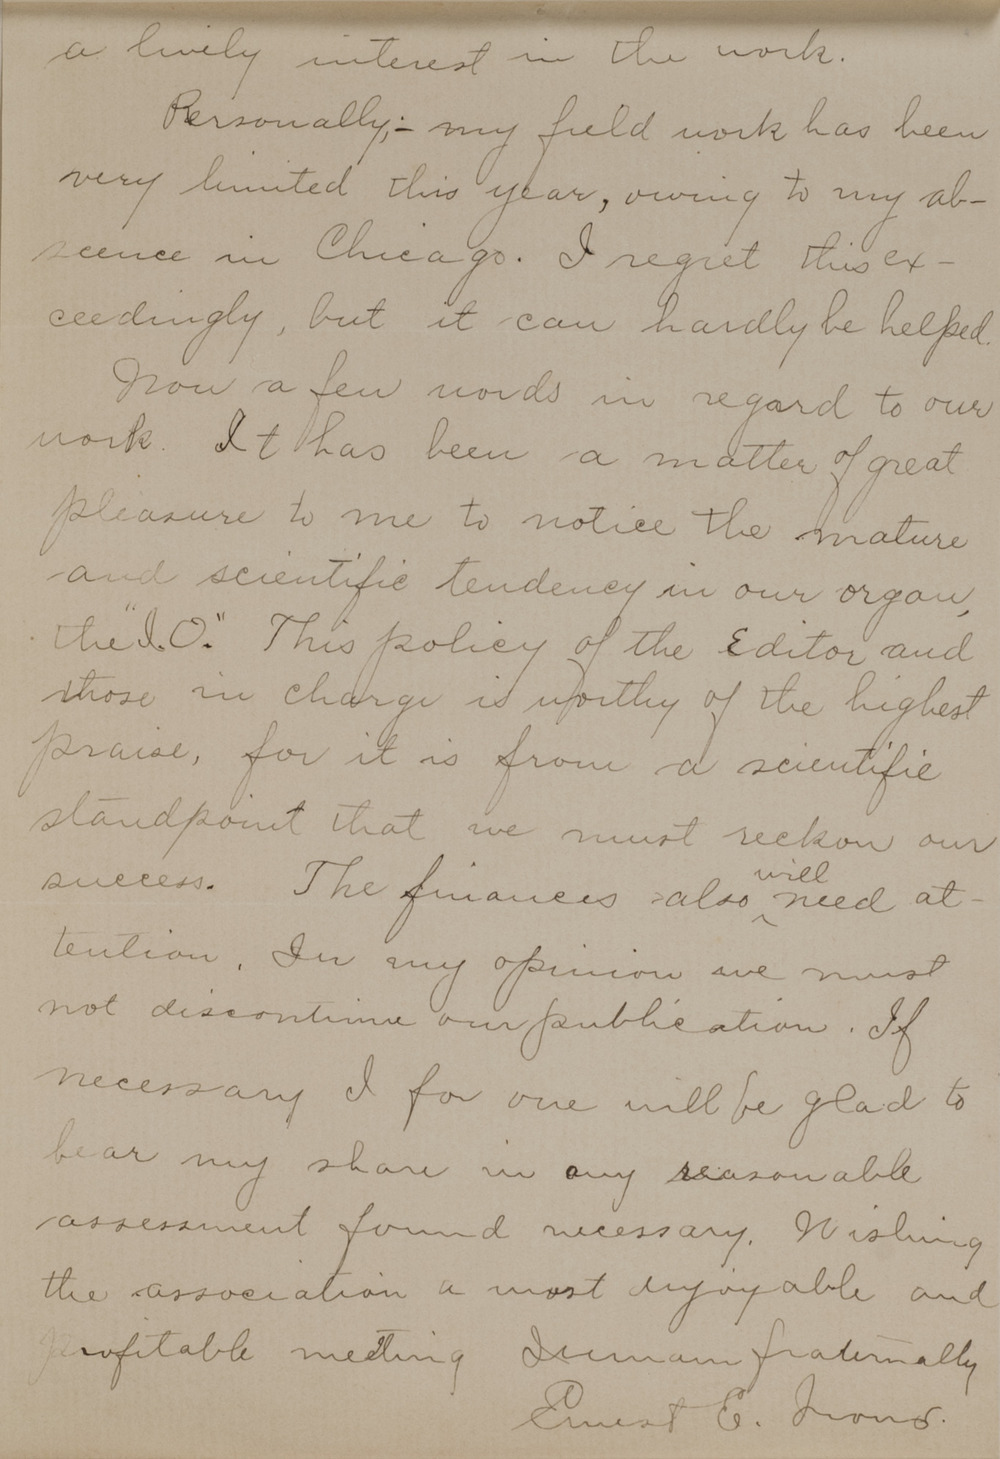 a lively interest in the work.
Personally,- my field work has been
very limited this year, owing to my ab-
scence in Chicago. I regret this ex-
ceedingly, but it can hardly be helped.
Now a few words in regard to our
work. It has been a matter of great
pleasure to me to notice the mature
and scientific tendency in our organ,
the "I.O." This policy of the Editor and
those in charge is worthy of the highest
praise, for it is from a scientific
standpoint that we must reckon our
success. The finances also will need at-
tention. In my opinion we must
not discontinue our publication. If
necessary I for one will be glad to
bear my share in any reasonable
assessment found necessary. Wishing
the association a most enjoyable and
profitable meeting I remain fraternally
Ernest E. Irons.